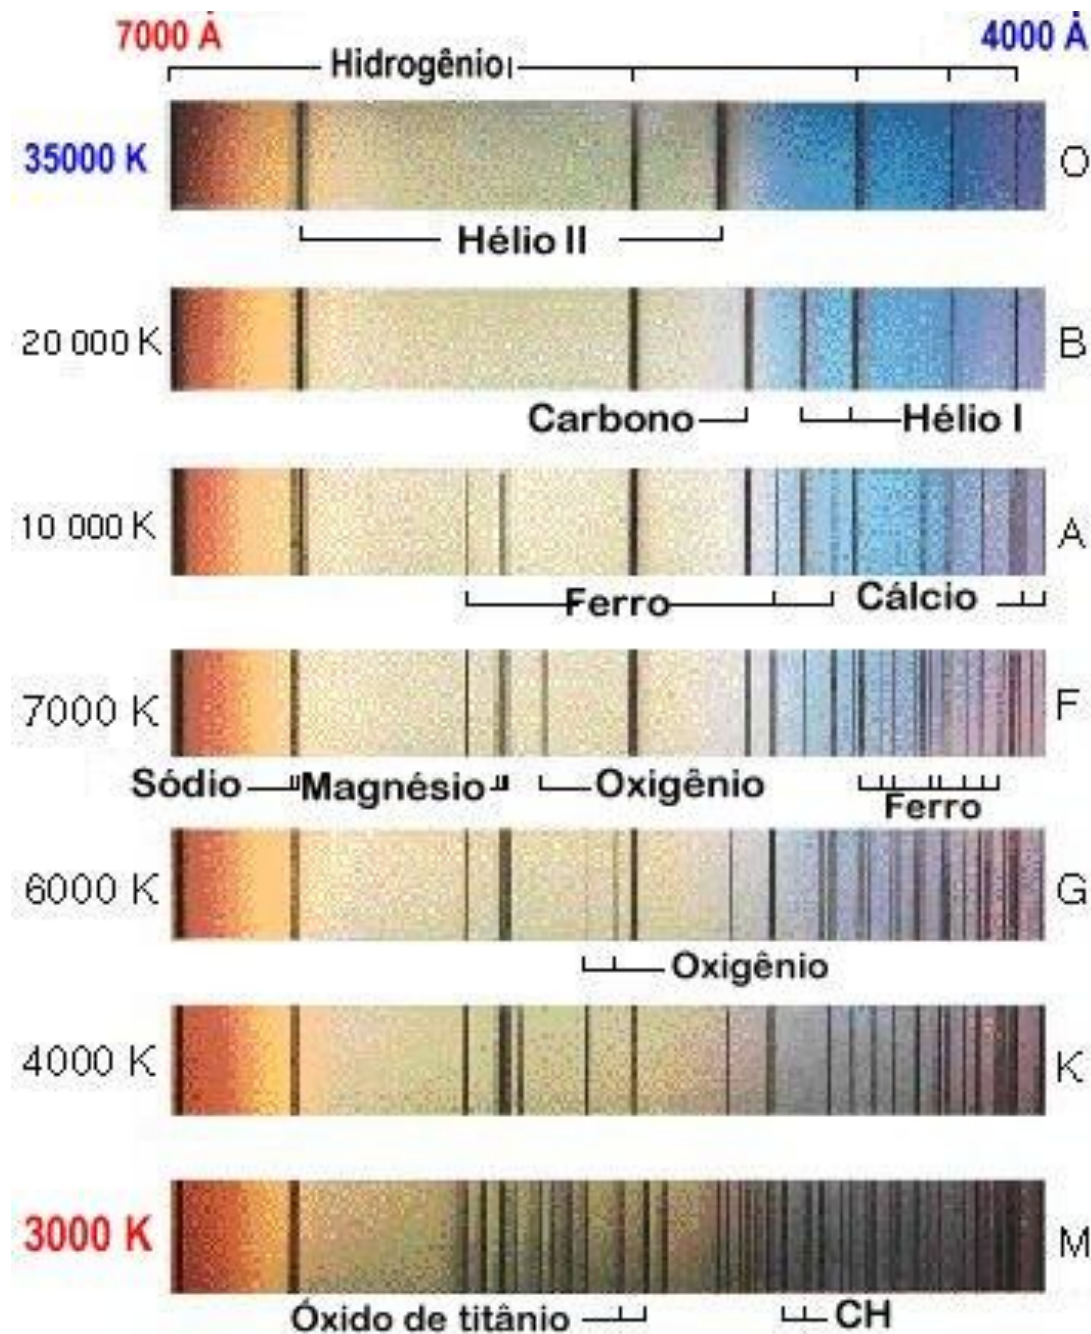 7000 Å 4000 Å
Hidrogênio
35000 K O
Hélio II
20 000 K B
Carbono Hélio I
10 000 K A
Ferro Cálcio
7000 K F
Sódio Magnésio Oxigênio
Ferro
6000 K G
Oxigênio
4000 K K
3000 K M
Óxido de titânio CH